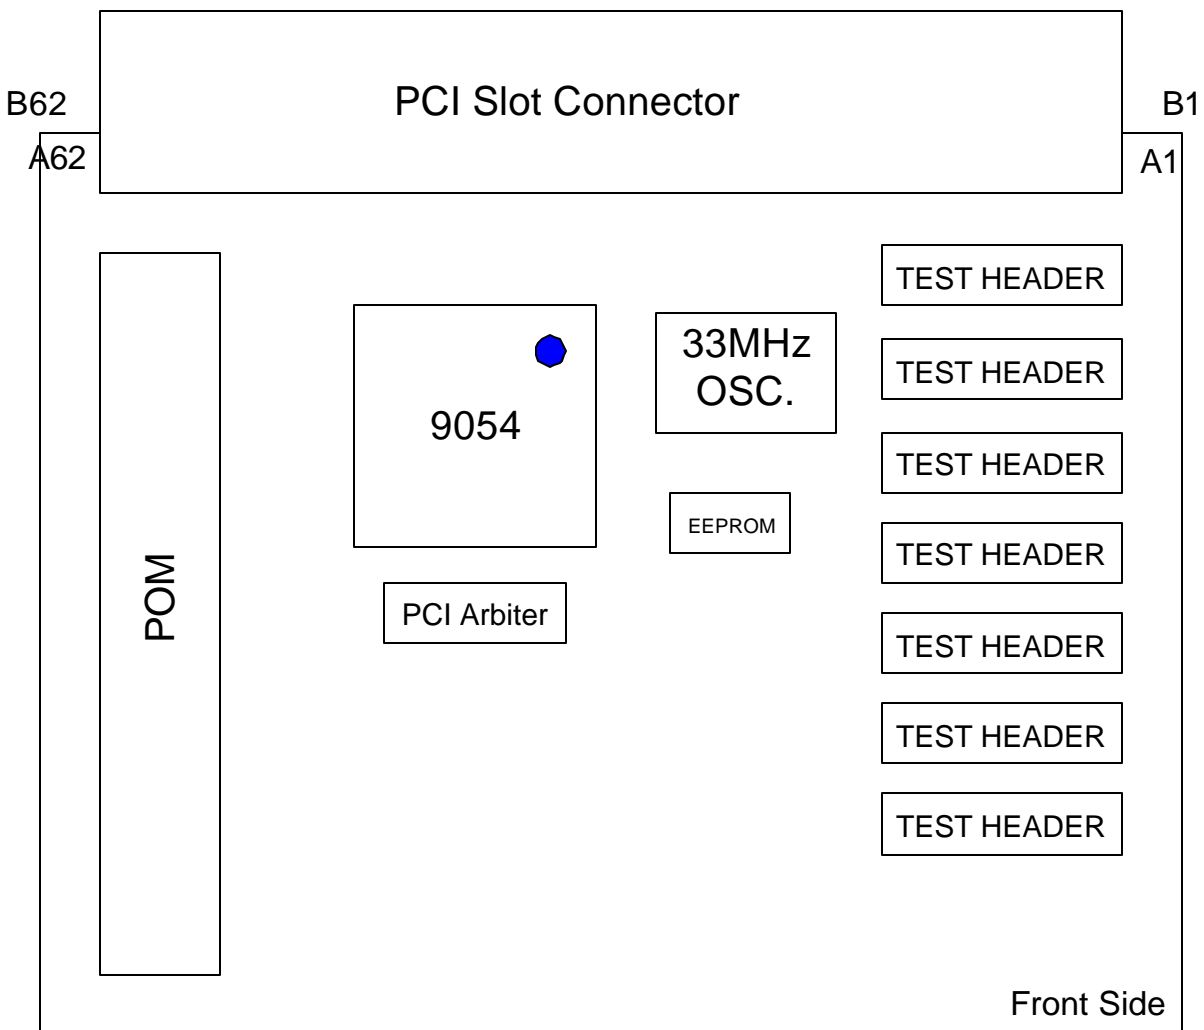 PCI Slot Connector
B62
B1
A62
A1
TEST HEADER
33MHz
OSC.
TEST HEADER
9054
TEST HEADER
EEPROM
TEST HEADER
POM
PCI Arbiter
TEST HEADER
TEST HEADER
TEST HEADER
Front Side